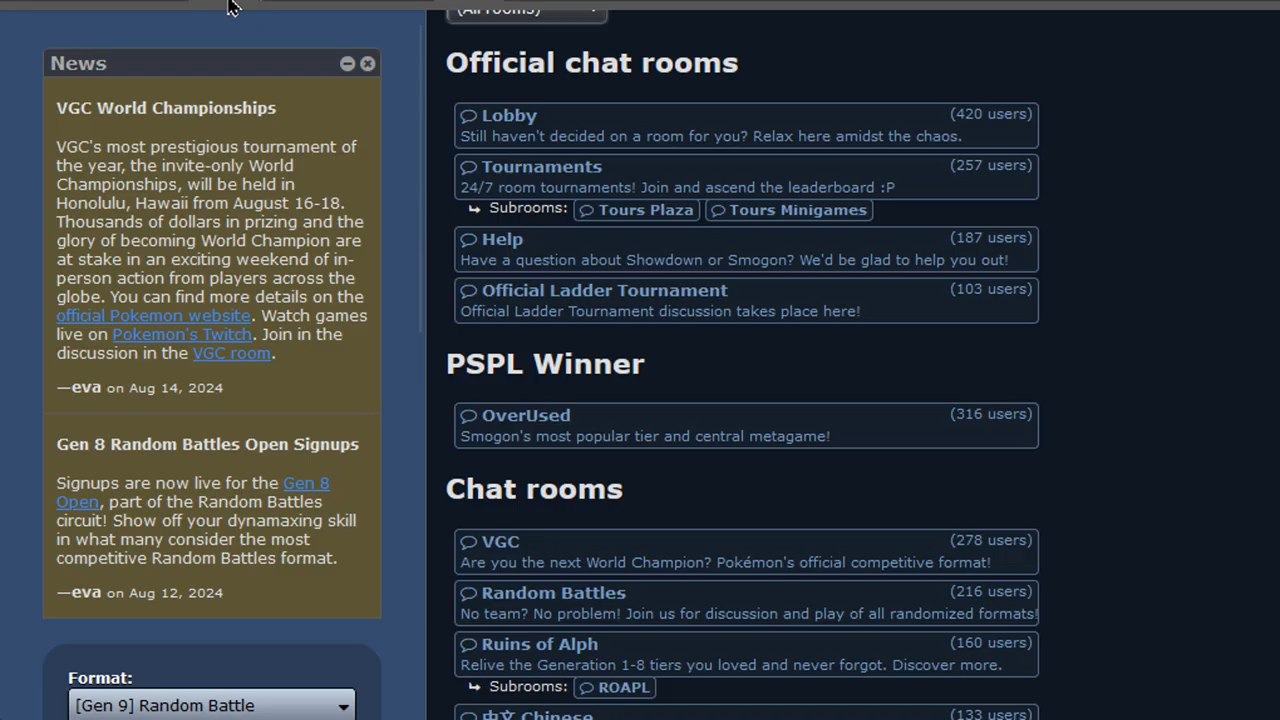 News
VGC World Championships
VGC's most prestigious tournament of
the year, the invite-only World
Championships, will be held in
Honolulu, Hawaii from August 16-18.
Thousands of dollars in prizing and the
glory of becoming World Champion are
at stake in an exciting weekend of in-
person action from players across the
globe. You can find more details on the
official Pokemon website. Watch games
live on Pokemon's Twitch. Join in the
discussion in the VGC room.
—eva on Aug 14, 2024
Gen 8 Random Battles Open Signups
Signups are now live for the Gen 8
Open, part of the Random Battles
circuit! Show off your dynamaxing skill
in what many consider the most
competitive Random Battles format.
—eva on Aug 12, 2024
Format:
[Gen 9] Random Battle
(All rooms)
Official chat rooms
Lobby (420 users)
Still haven't decided on a room for you? Relax here amidst the chaos.
Tournaments (257 users)
24/7 room tournaments! Join and ascend the leaderboard :P
↳ Subrooms: Tours Plaza Tours Minigames
Help (187 users)
Have a question about Showdown or Smogon? We'd be glad to help you out!
Official Ladder Tournament (103 users)
Official Ladder Tournament discussion takes place here!
PSPL Winner
OverUsed (316 users)
Smogon's most popular tier and central metagame!
Chat rooms
VGC (278 users)
Are you the next World Champion? Pokémon's official competitive format!
Random Battles (216 users)
No team? No problem! Join us for discussion and play of all randomized formats!
Ruins of Alph (160 users)
Relive the Generation 1-8 tiers you loved and never forgot. Discover more.
↳ Subrooms: ROAPL
中文 Chinese (133 users)